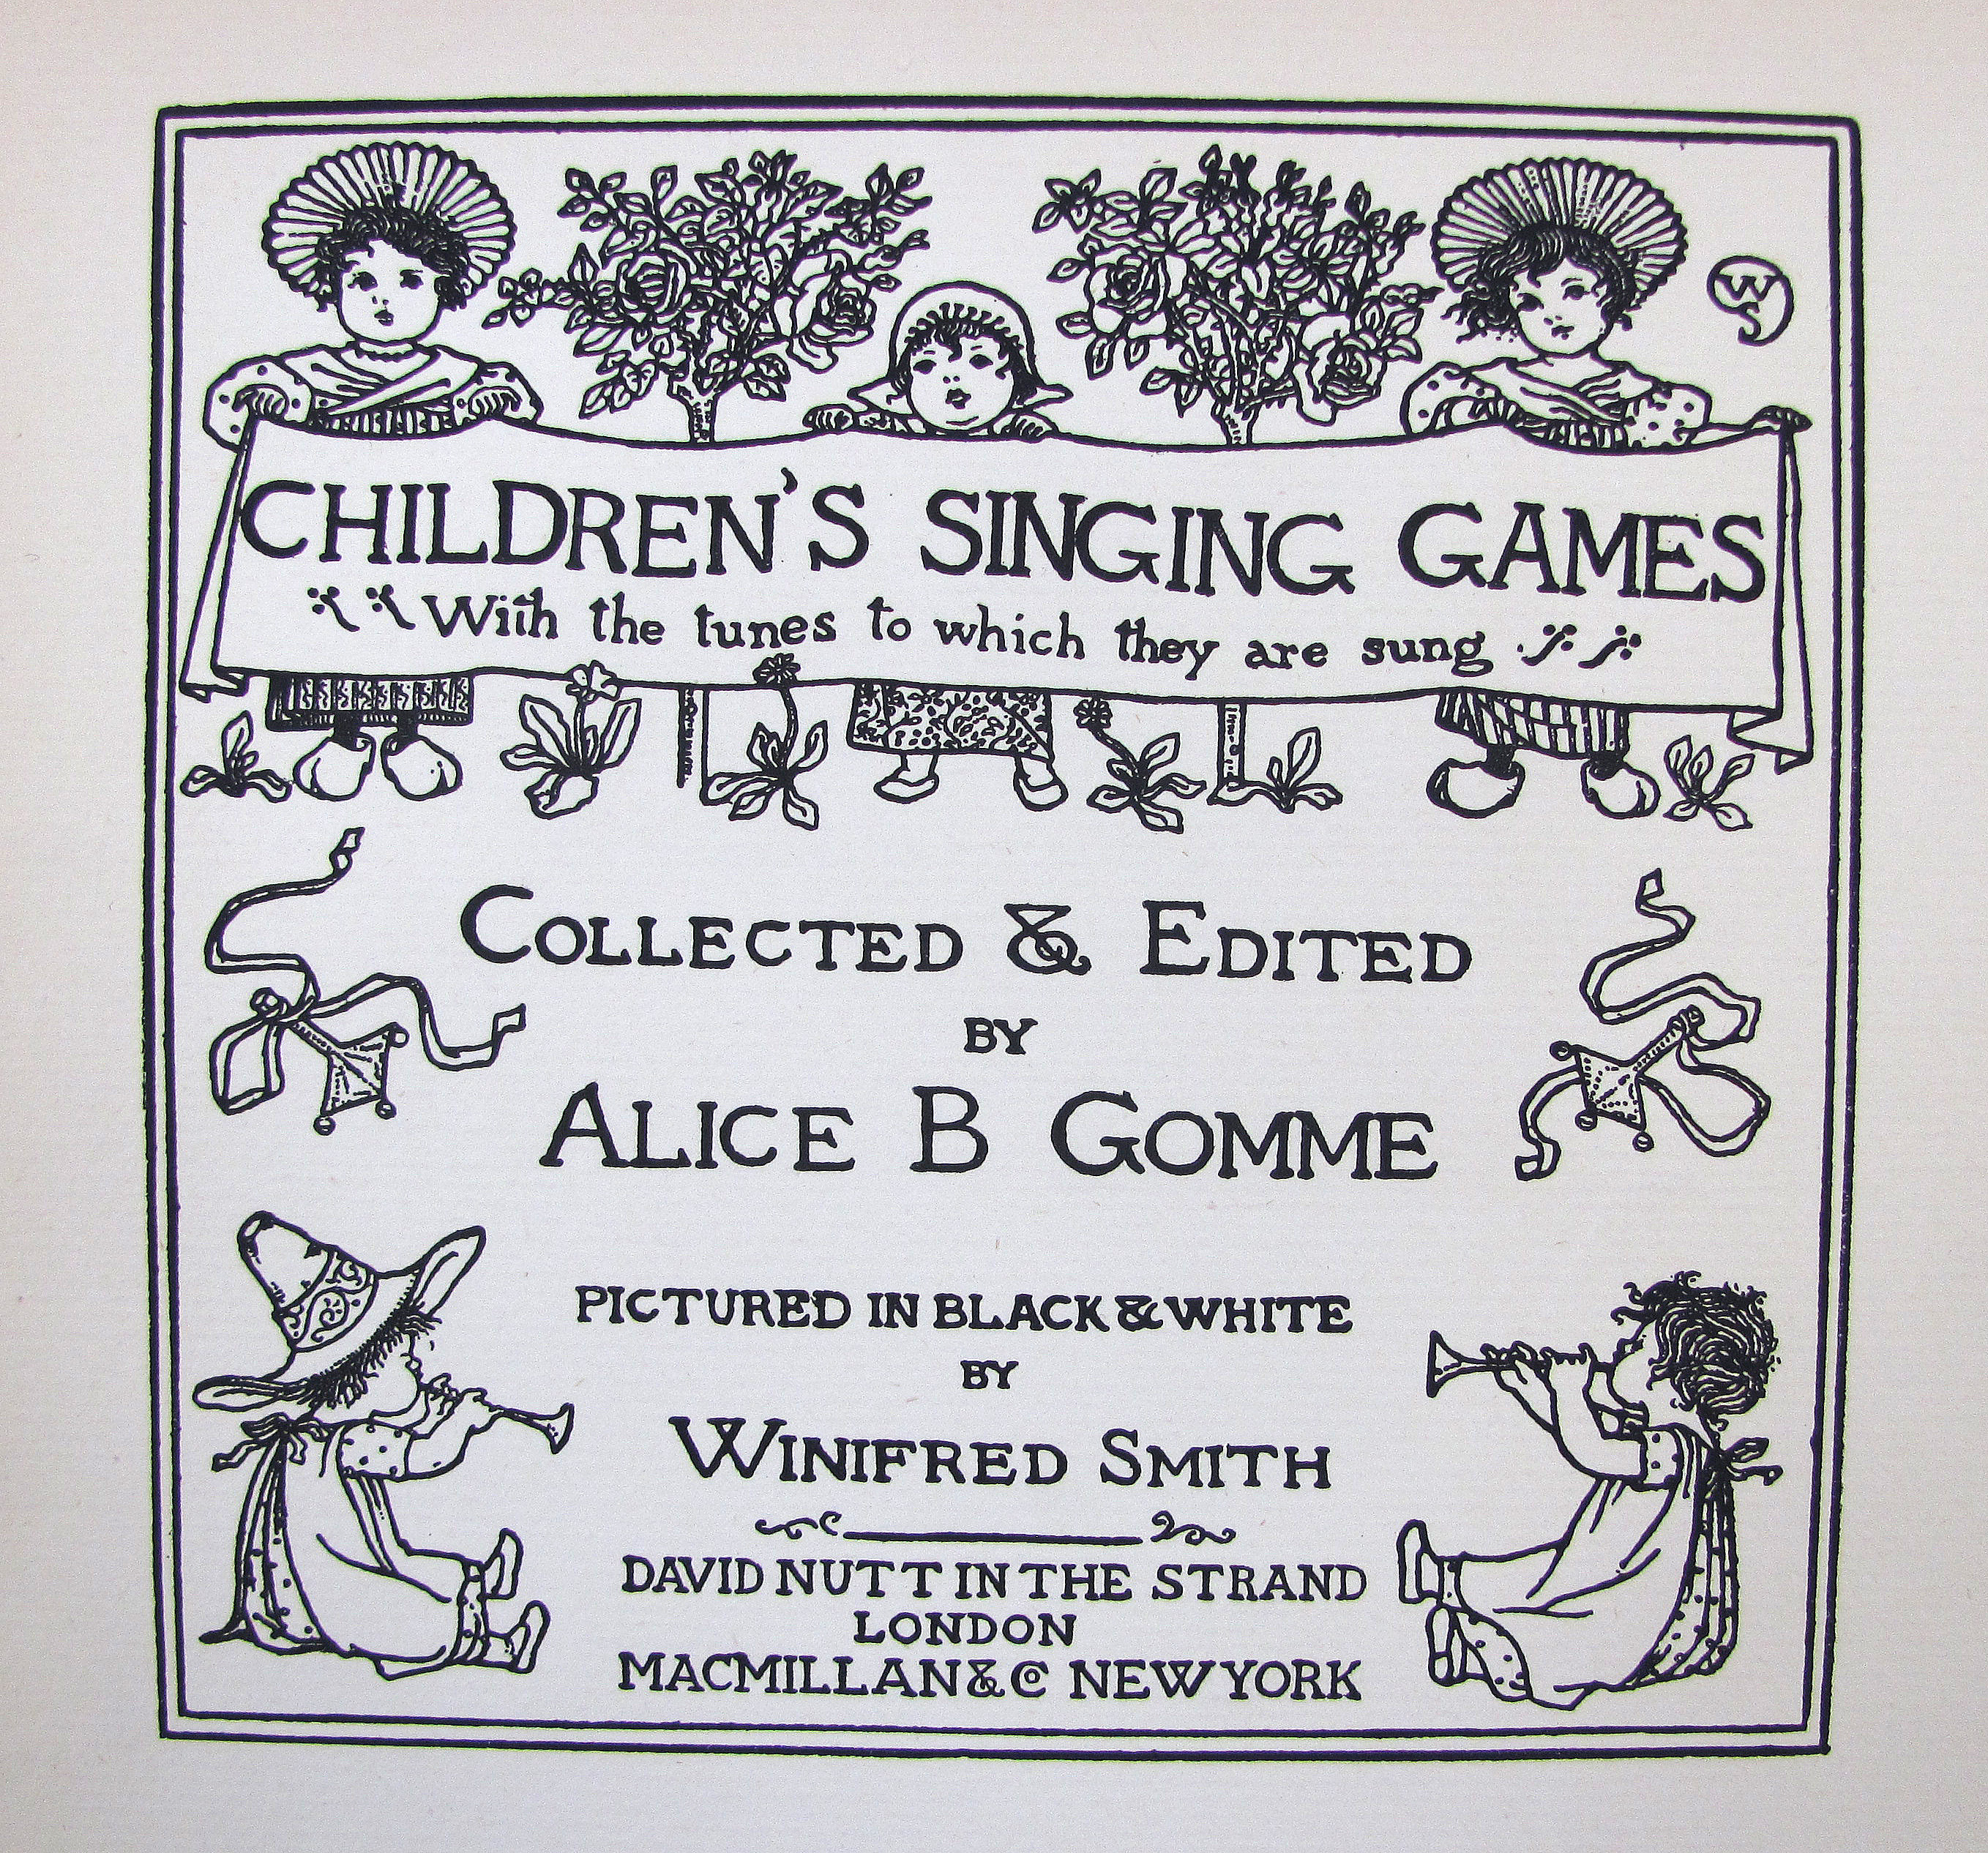 WS
CHILDREN'S SINGING GAMES
With the tunes to which they are sung
COLLECTED & EDITED
BY
ALICE B GOMME
PICTURED IN BLACK & WHITE
BY
WINIFRED SMITH
DAVID NUTT IN THE STRAND
LONDON
MACMILLAN & Co NEW YORK